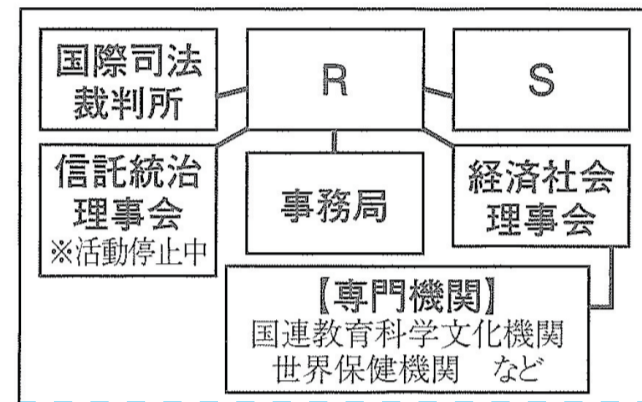 国際司法
裁判所
R
S
信託統治
理事会
※活動停止中
事務局
経済社会
理事会
【専門機関】
国連教育科学文化機関
世界保健機関 など